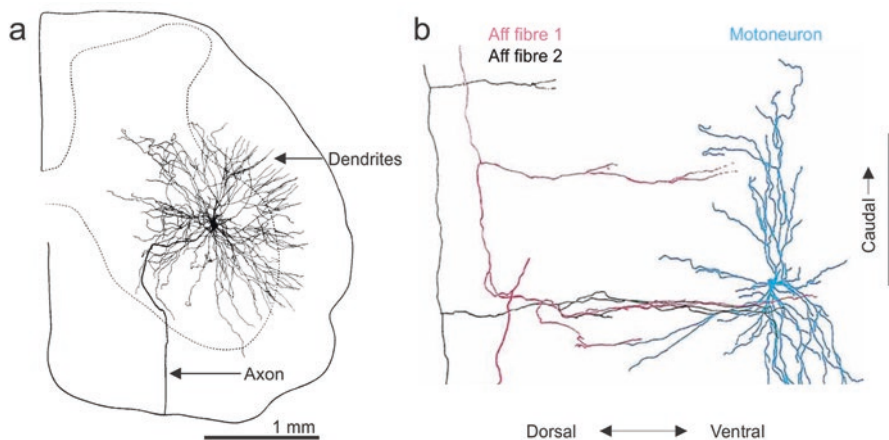 a
Dendrites
Axon
1 mm
b
Aff fibre 1
Aff fibre 2
Motoneuron
Caudal
Dorsal
Ventral